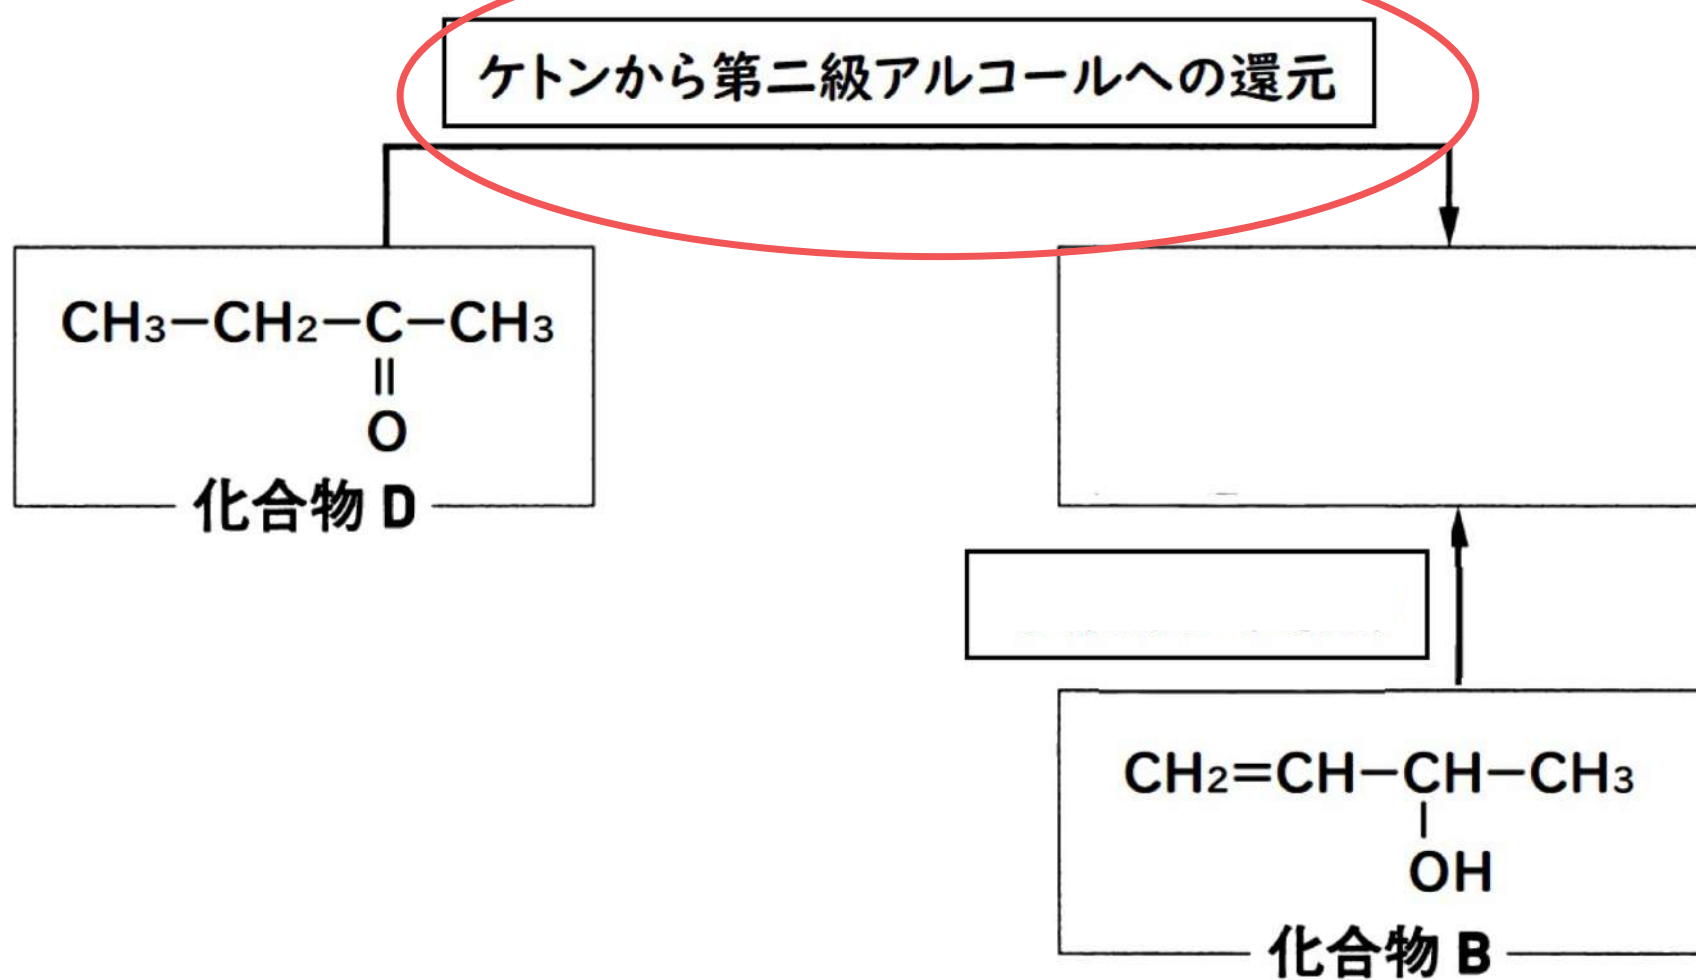 ケトンから第二級アルコールへの還元
CH3−CH2−C−CH3
||
O
化合物 D
CH2=CH−CH−CH3
|
OH
化合物 B